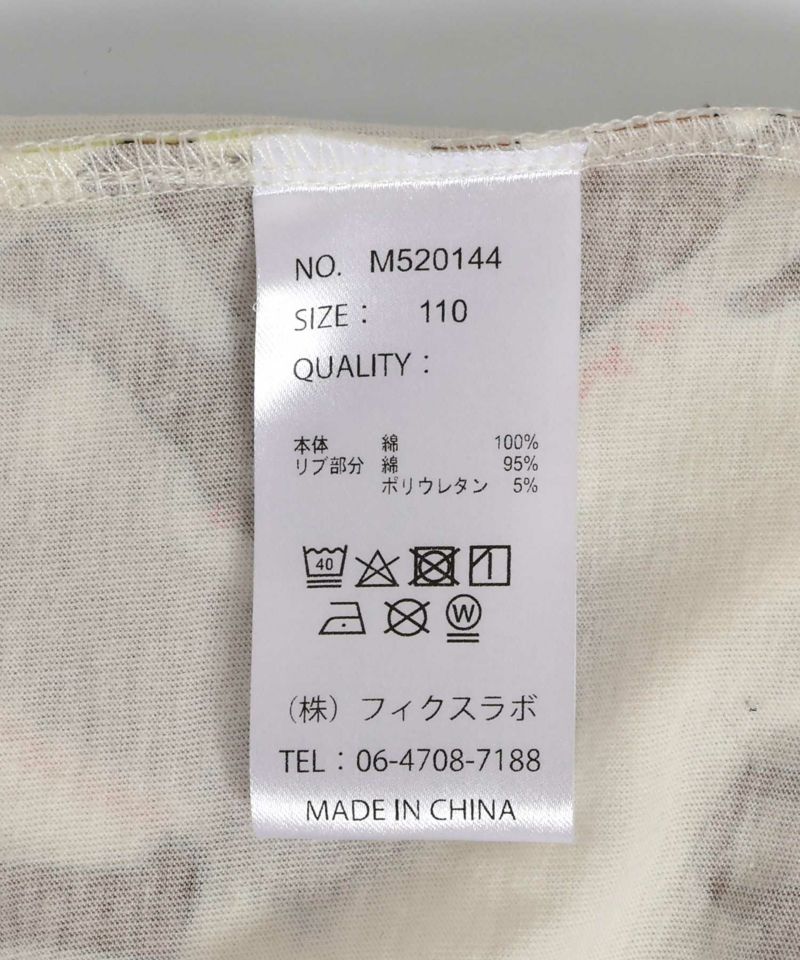 NO. M520144
SIZE : 110
QUALITY :
本体 綿 100%
リブ部分 綿 95%
ポリウレタン 5%
40
W
（株）フィクスラボ
TEL : 06-4708-7188
MADE IN CHINA